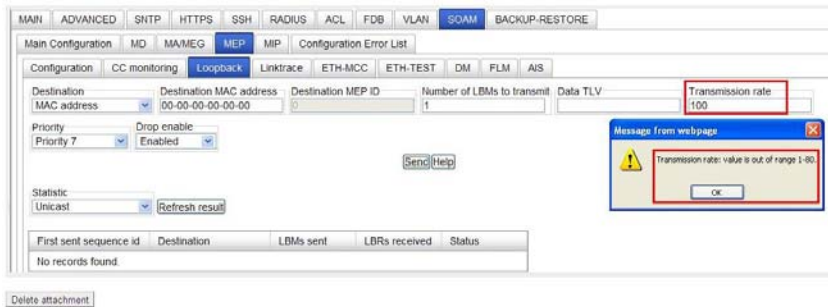 MAIN ADVANCED SNTP HTTPS SSH RADIUS ACL FDB VLAN SOAM BACKUP-RESTORE
Main Configuration MD MA/MEG MEP MIP Configuration Error List
Configuration CC monitoring Loopback Linktrace ETH-MCC ETH-TEST DM FLM AIS
Destination Destination MAC address Destination MEP ID Number of LBMs to transmit Data TLV Transmission rate
MAC address 00-00-00-00-00-00 0 1 100
Priority Drop enable
Priority 7 Enabled
Message from webpage
Transmission rate: value is out of range 1-80.
OK
Send Help
Statistic
Unicast Refresh result
First sent sequence id Destination LBMs sent LBRs received Status
No records found.
Delete attachment